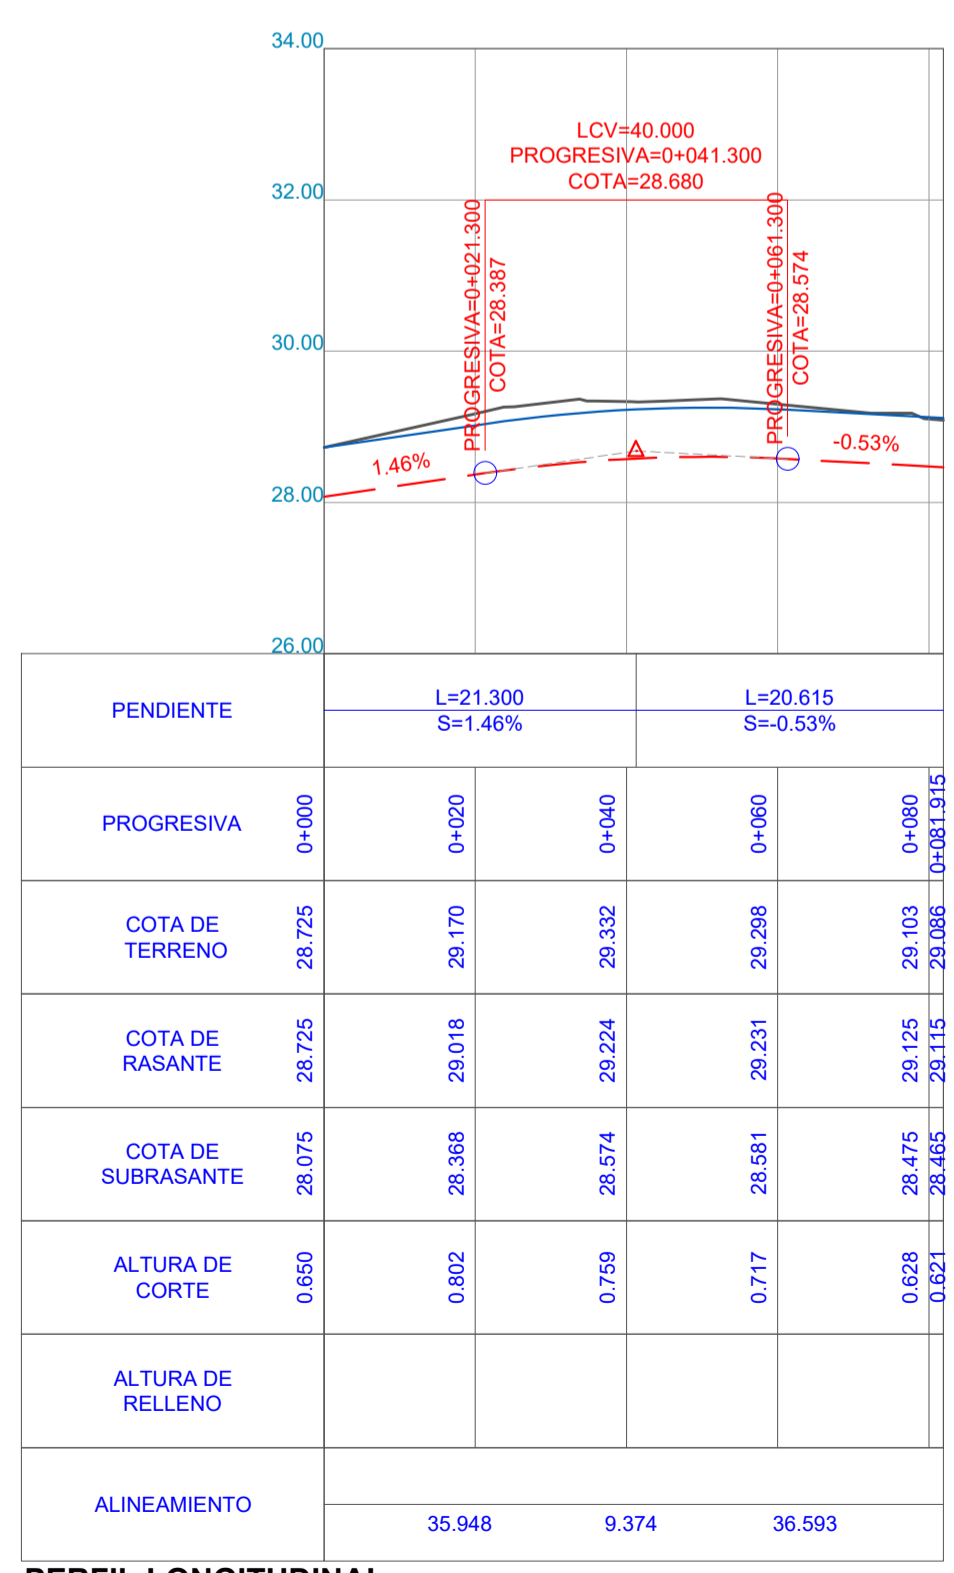 34.00
LCV=40.000
PROGRESIVA=0+041.300
COTA=28.680
32.00
PROGRESIVA=0+021.300
COTA=28.387
PROGRESIVA=0+061.300
COTA=28.574
30.00
1.46%
-0.53%
28.00
26.00
PENDIENTE
L=21.300
S=1.46%
L=20.615
S=-0.53%
PROGRESIVA
0+000
0+020
0+040
0+060
0+080
0+081.915
COTA DE
TERRENO
28.725
29.170
29.332
29.298
29.103
29.086
COTA DE
RASANTE
28.725
29.018
29.224
29.231
29.125
29.115
COTA DE
SUBRASANTE
28.075
28.368
28.574
28.581
28.475
28.465
ALTURA DE
CORTE
0.650
0.802
0.759
0.717
0.628
0.621
ALTURA DE
RELLENO
ALINEAMIENTO
35.948
9.374
36.593
PERFIL LONGITUDINAL